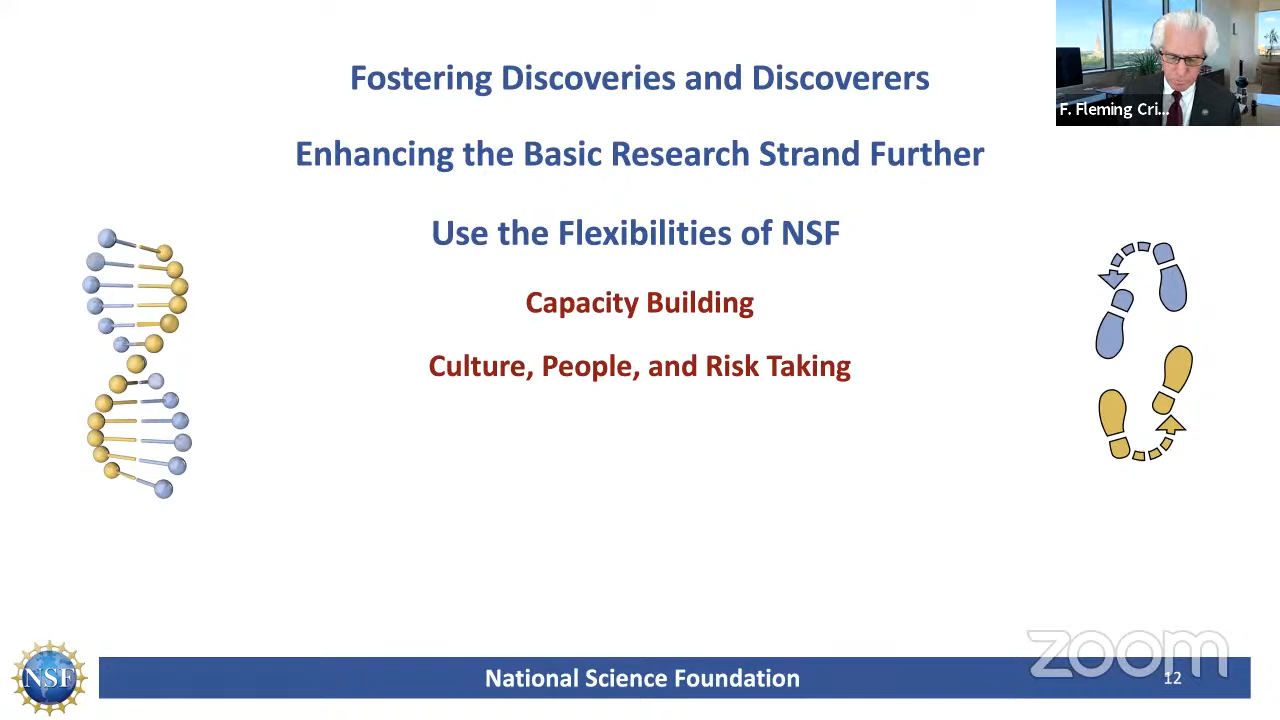 Fostering Discoveries and Discoverers
F. Fleming Cri...
Enhancing the Basic Research Strand Further
Use the Flexibilities of NSF
Capacity Building
Culture, People, and Risk Taking
zoom
NSF
National Science Foundation
12